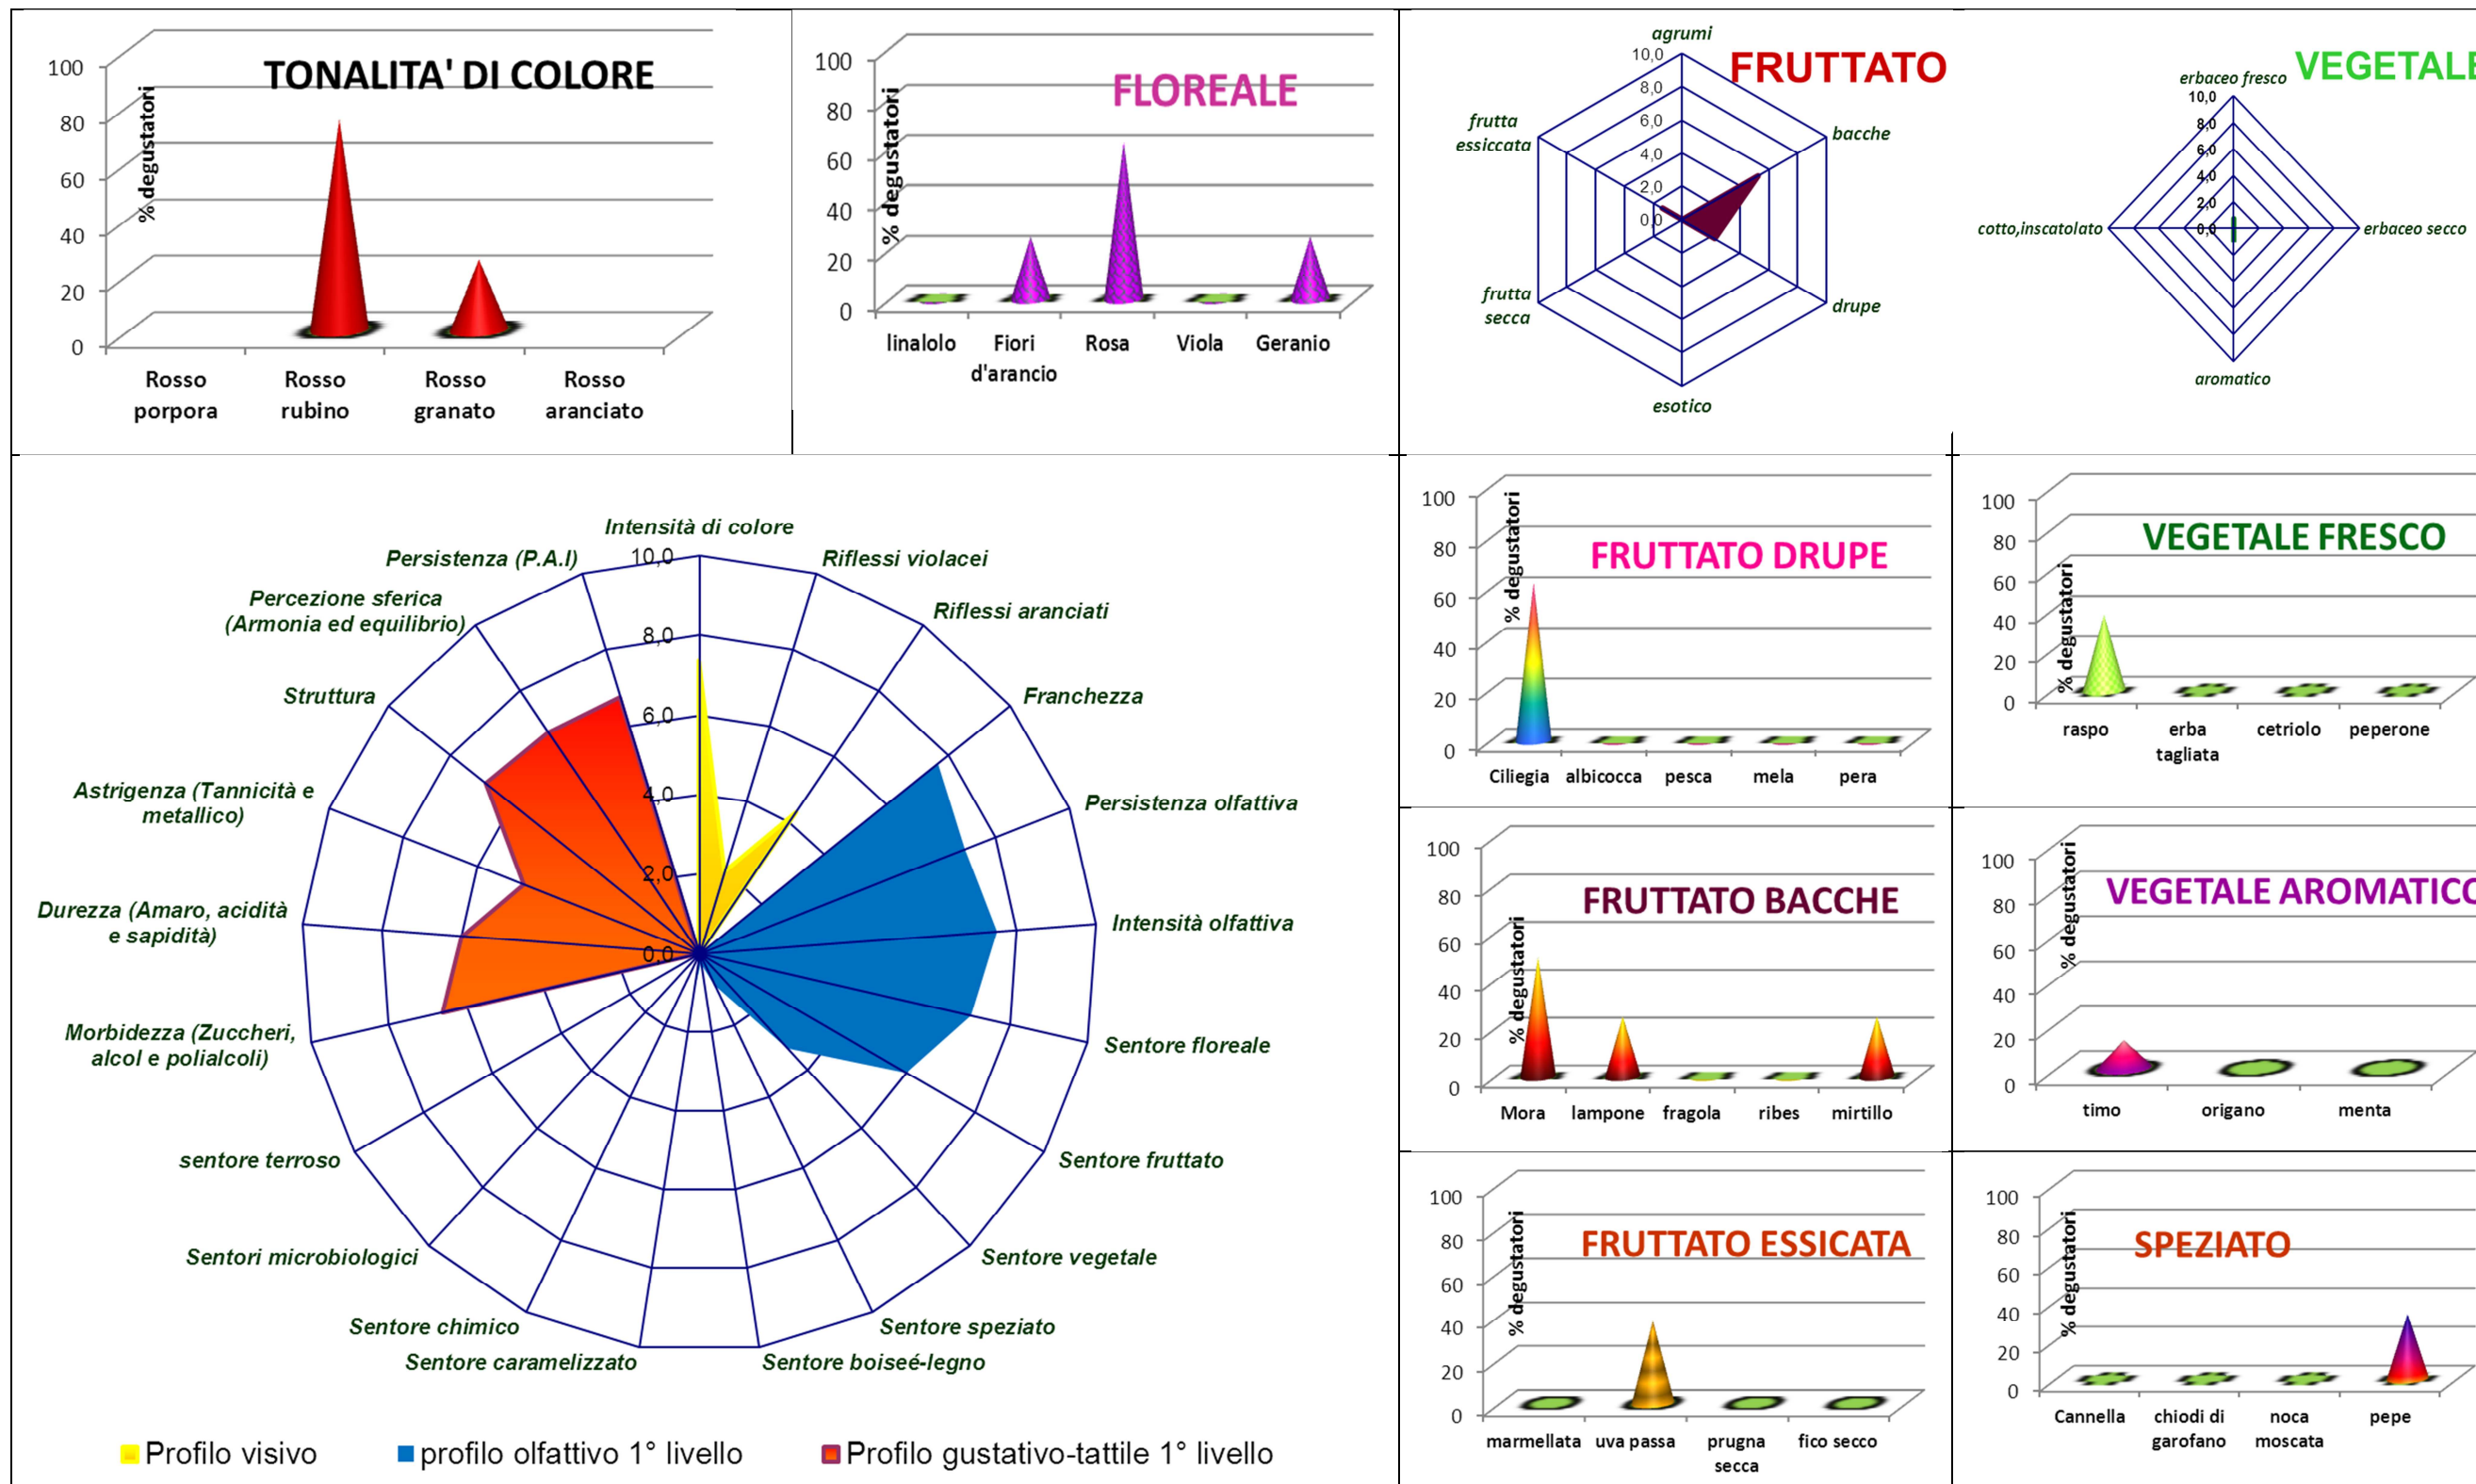 TONALITA' DI COLORE
% degustatori
100
80
60
40
20
0
Rosso porpora
Rosso rubino
Rosso granato
Rosso aranciato
FLOREALE
% degustatori
100
80
60
40
20
0
linalolo
Fiori d'arancio
Rosa
Viola
Geranio
FRUTTATO
agrumi
10,0
8,0
6,0
4,0
2,0
0,0
bacche
drupe
esotico
frutta secca
frutta essiccata
VEGETALE
erbaceo fresco
10,0
8,0
6,0
4,0
2,0
0,0
erbaceo secco
aromatico
cotto,inscatolato
Intensità di colore
10,0
8,0
6,0
4,0
2,0
0,0
Riflessi violacei
Riflessi aranciati
Franchezza
Persistenza olfattiva
Intensità olfattiva
Sentore floreale
Sentore fruttato
Sentore vegetale
Sentore speziato
Sentore boiseé-legno
Sentore caramelizzato
Sentore chimico
Sentori microbiologici
sentore terroso
Morbidezza (Zuccheri,
alcol e polialcoli)
Durezza (Amaro, acidità
e sapidità)
Astrigenza (Tannicità e
metallico)
Struttura
Percezione sferica
(Armonia ed equilibrio)
Persistenza (P.A.I)
Profilo visivo
profilo olfattivo 1° livello
Profilo gustativo-tattile 1° livello
FRUTTATO DRUPE
% degustatori
100
80
60
40
20
0
Ciliegia
albicocca
pesca
mela
pera
VEGETALE FRESCO
% degustatori
100
80
60
40
20
0
raspo
erba tagliata
cetriolo
peperone
FRUTTATO BACCHE
% degustatori
100
80
60
40
20
0
Mora
lampone
fragola
ribes
mirtillo
VEGETALE AROMATICO
% degustatori
100
80
60
40
20
0
timo
origano
menta
FRUTTATO ESSICATA
% degustatori
100
80
60
40
20
0
marmellata
uva passa
prugna secca
fico secco
SPEZIATO
% degustatori
100
80
60
40
20
0
Cannella
chiodi di garofano
noca moscata
pepe